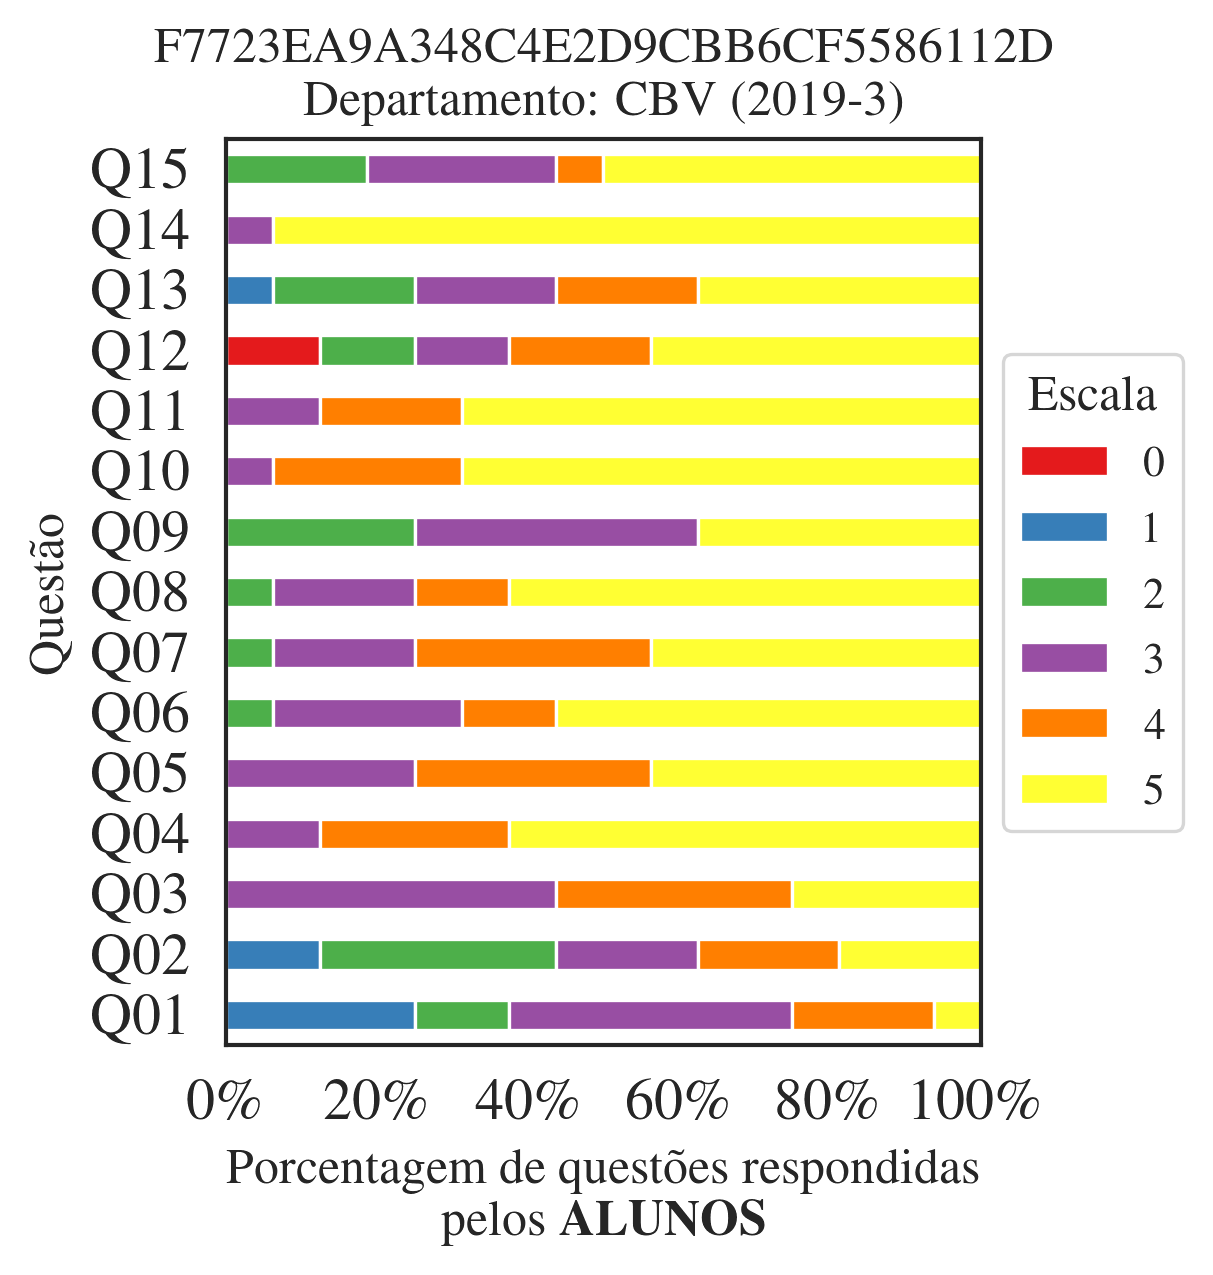 F7723EA9A348C4E2D9CBB6CF5586112D
Departamento: CBV (2019-3)
Questão
Q15
Q14
Q13
Q12
Q11
Q10
Q09
Q08
Q07
Q06
Q05
Q04
Q03
Q02
Q01
0% 20% 40% 60% 80% 100%
Porcentagem de questões respondidas
pelos ALUNOS
Escala
0
1
2
3
4
5